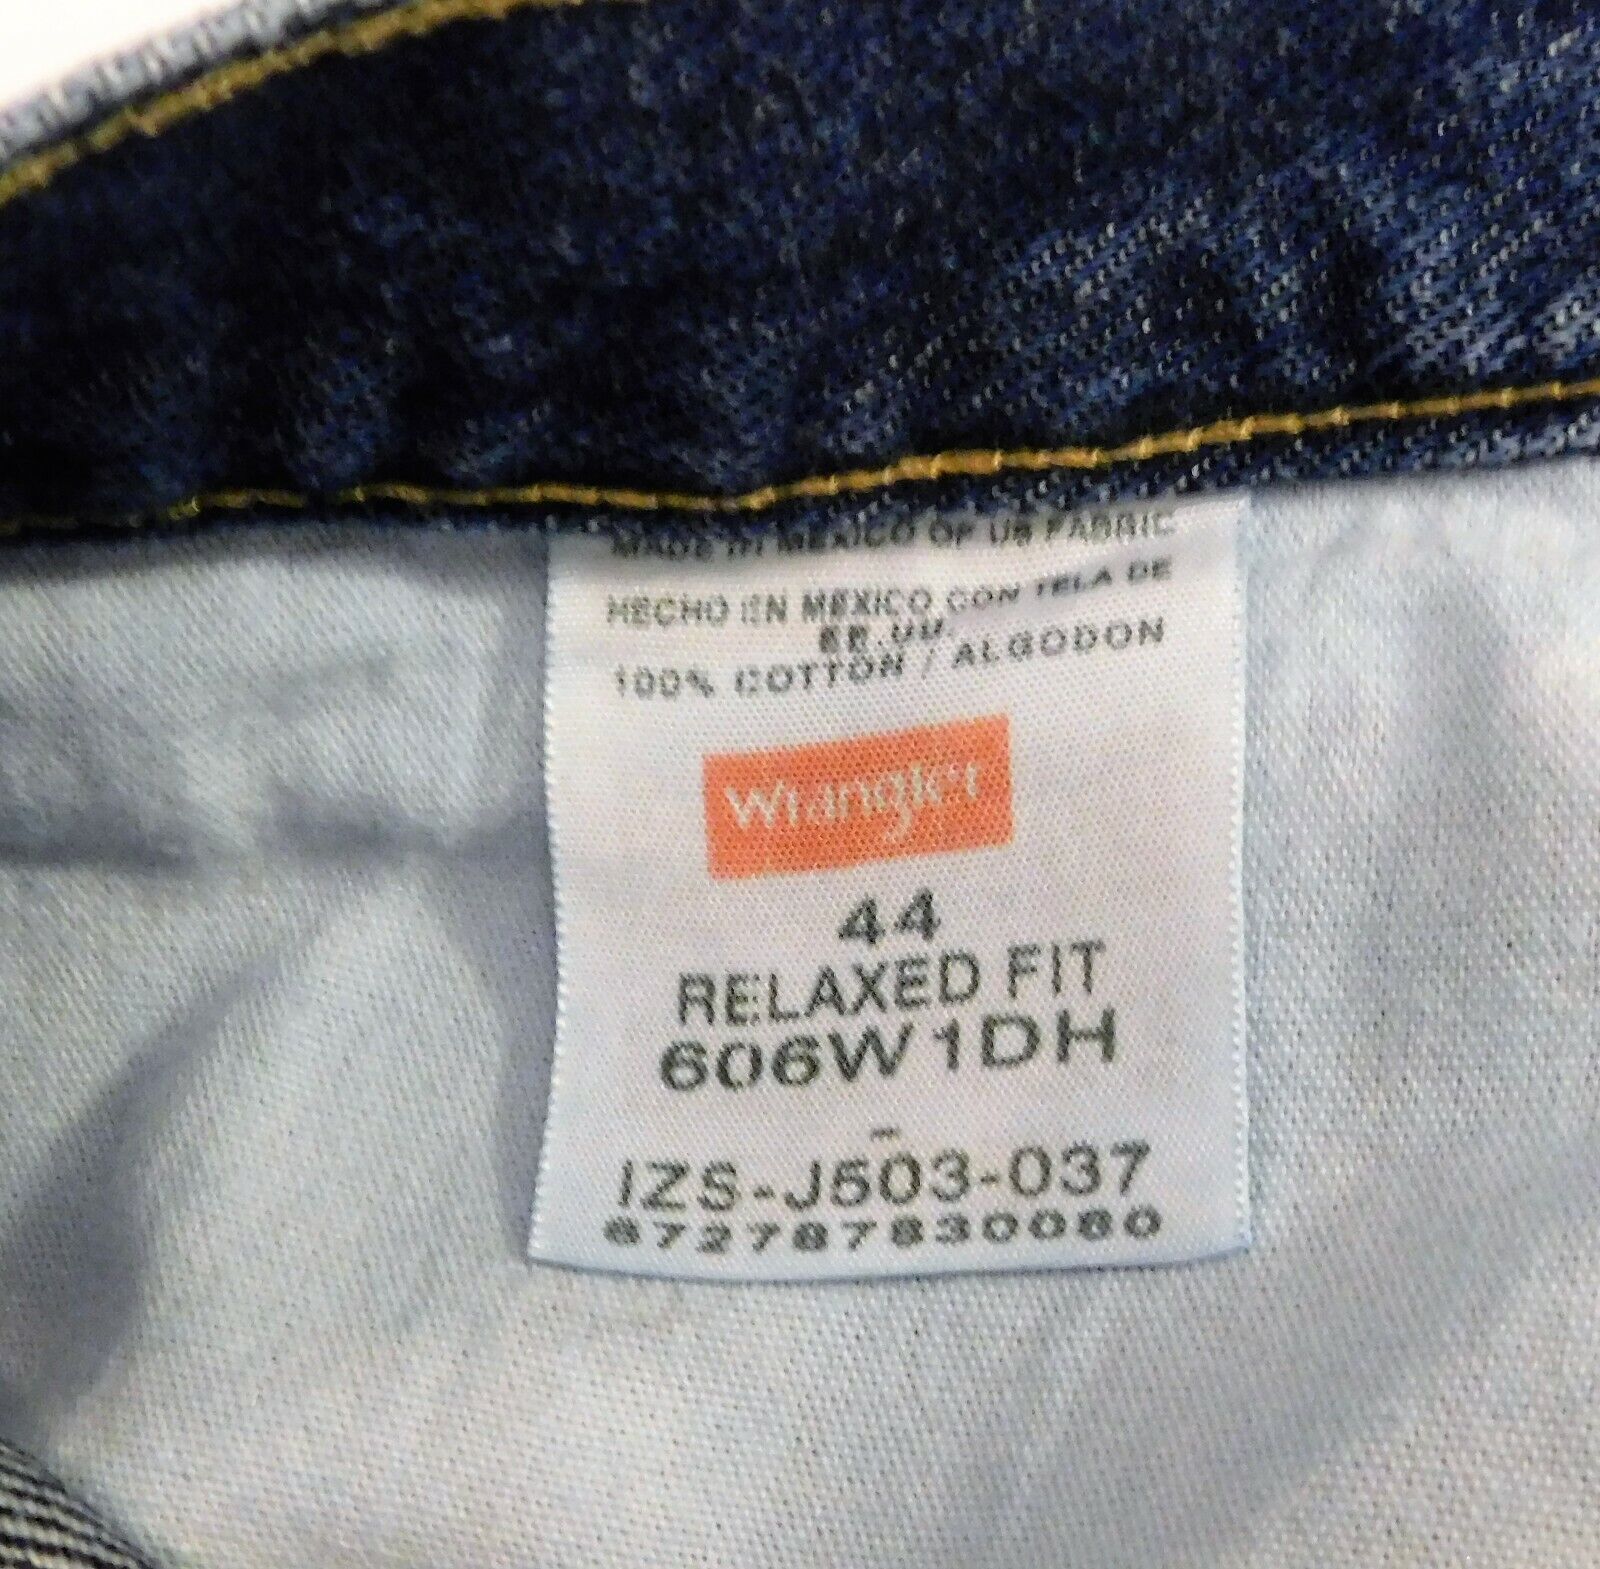 MADE IN MEXICO OF US FABRIC
HECHO EN MEXICO CON TELA DE
EE.UU.
100% COTTON / ALGODON
Wrangler
44
RELAXED FIT
606W1DH
-
IZS-J503-037
872787830080